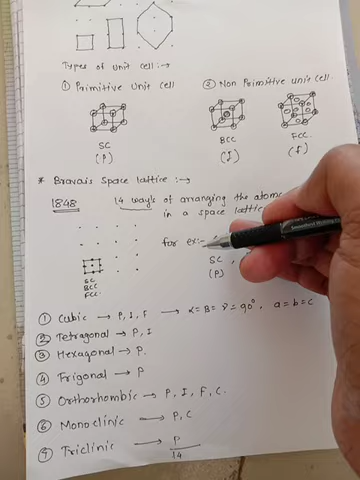 Types of unit cell:→
① Primitive Unit Cell
② Non Primitive unit cell.
SC
(P)
BCC
(I)
FCC.
(f)
* Bravais Space lattice :→
1848
14 ways of arranging the atoms
in a space lattice
for ex:-
SC ,
(P)
SC
BCC
FCC
① Cubic → P, I, F → α = β = γ = 90°, a = b = c
② Tetragonal → P, I
③ Hexagonal → P.
④ Trigonal → P
⑤ Orthorhombic → P, I, F, C.
⑥ Monoclinic → P, C
⑦ Triclinic → P
14